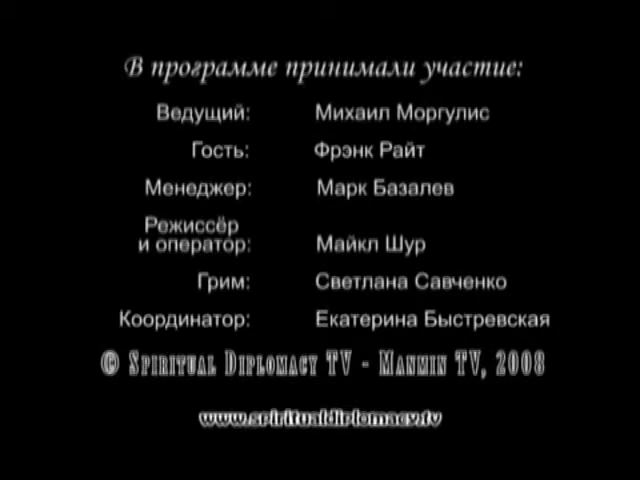 В программе принимали участие:
Ведущий: Михаил Моргулис
Гость: Фрэнк Райт
Менеджер: Марк Базалев
Режиссёр
и оператор: Майкл Шур
Грим: Светлана Савченко
Координатор: Екатерина Быстревская
© Spiritual Diplomacy TV - Manmin TV, 2008
www.spiritualdiplomacy.tv